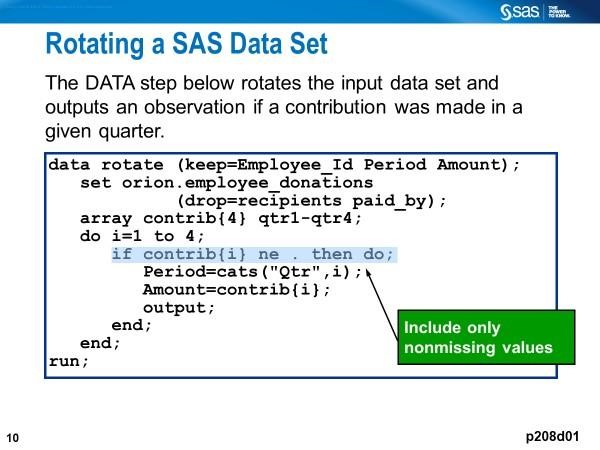 sas
THE
POWER
TO KNOW.
Rotating a SAS Data Set
The DATA step below rotates the input data set and
outputs an observation if a contribution was made in a
given quarter.
data rotate (keep=Employee_Id Period Amount);
set orion.employee_donations
(drop=recipients paid_by);
array contrib{4} qtr1-qtr4;
do i=1 to 4;
if contrib{i} ne . then do;
Period=cats("Qtr",i);
Amount=contrib{i};
output;
end;
end;
run;
Include only
nonmissing values
10
p208d01